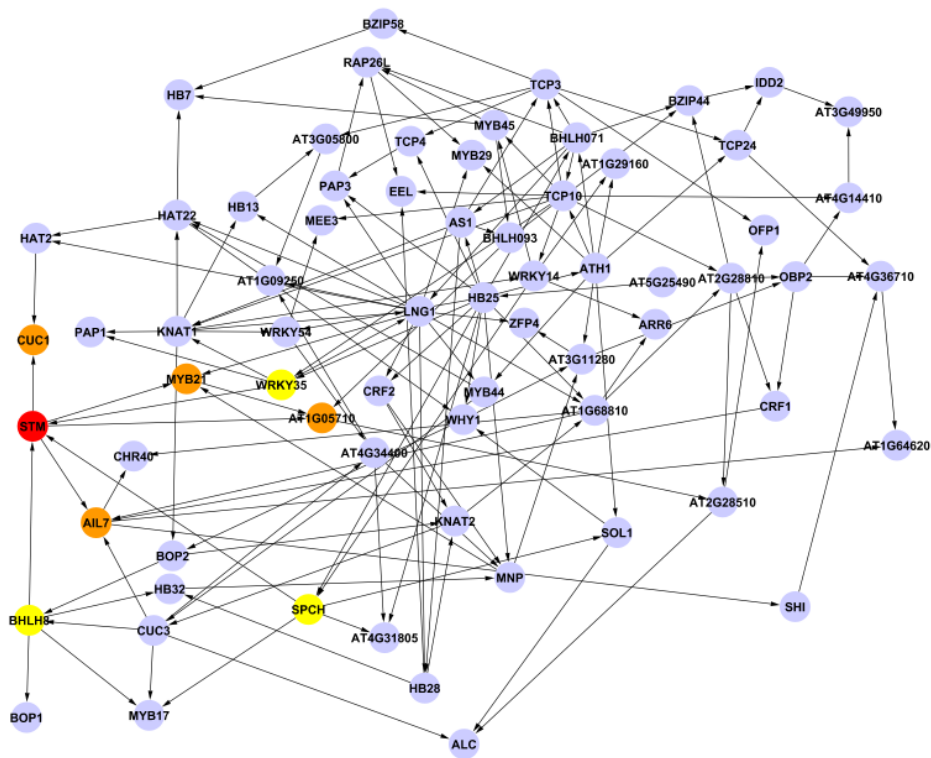 BZIP58
RAP26L
TCP3
IDD2
HB7
BZIP44
AT3G49950
MYB45
AT3G05800
TCP4
BHLH071
TCP24
MYB29
AT1G29160
PAP3
EEL
TCP10
AT4G14410
HB13
MEE3
HAT22
AS1
OFP1
HAT2
BHLH093
AT1G09250
WRKY14
ATH1
AT5G25490
AT2G28810
OBP2
AT4G36710
HB25
LNG1
ZFP4
ARR6
PAP1
KNAT1
WRKY54
CUC1
AT3G11280
MYB21
WRKY35
CRF2
MYB44
CRF1
STM
AT1G05710
WHY1
AT1G68810
AT1G64620
CHR40
AT4G34400
AIL7
KNAT2
AT2G28510
SOL1
BOP2
MNP
HB32
SPCH
SHI
BHLH8
CUC3
AT4G31805
HB28
BOP1
MYB17
ALC